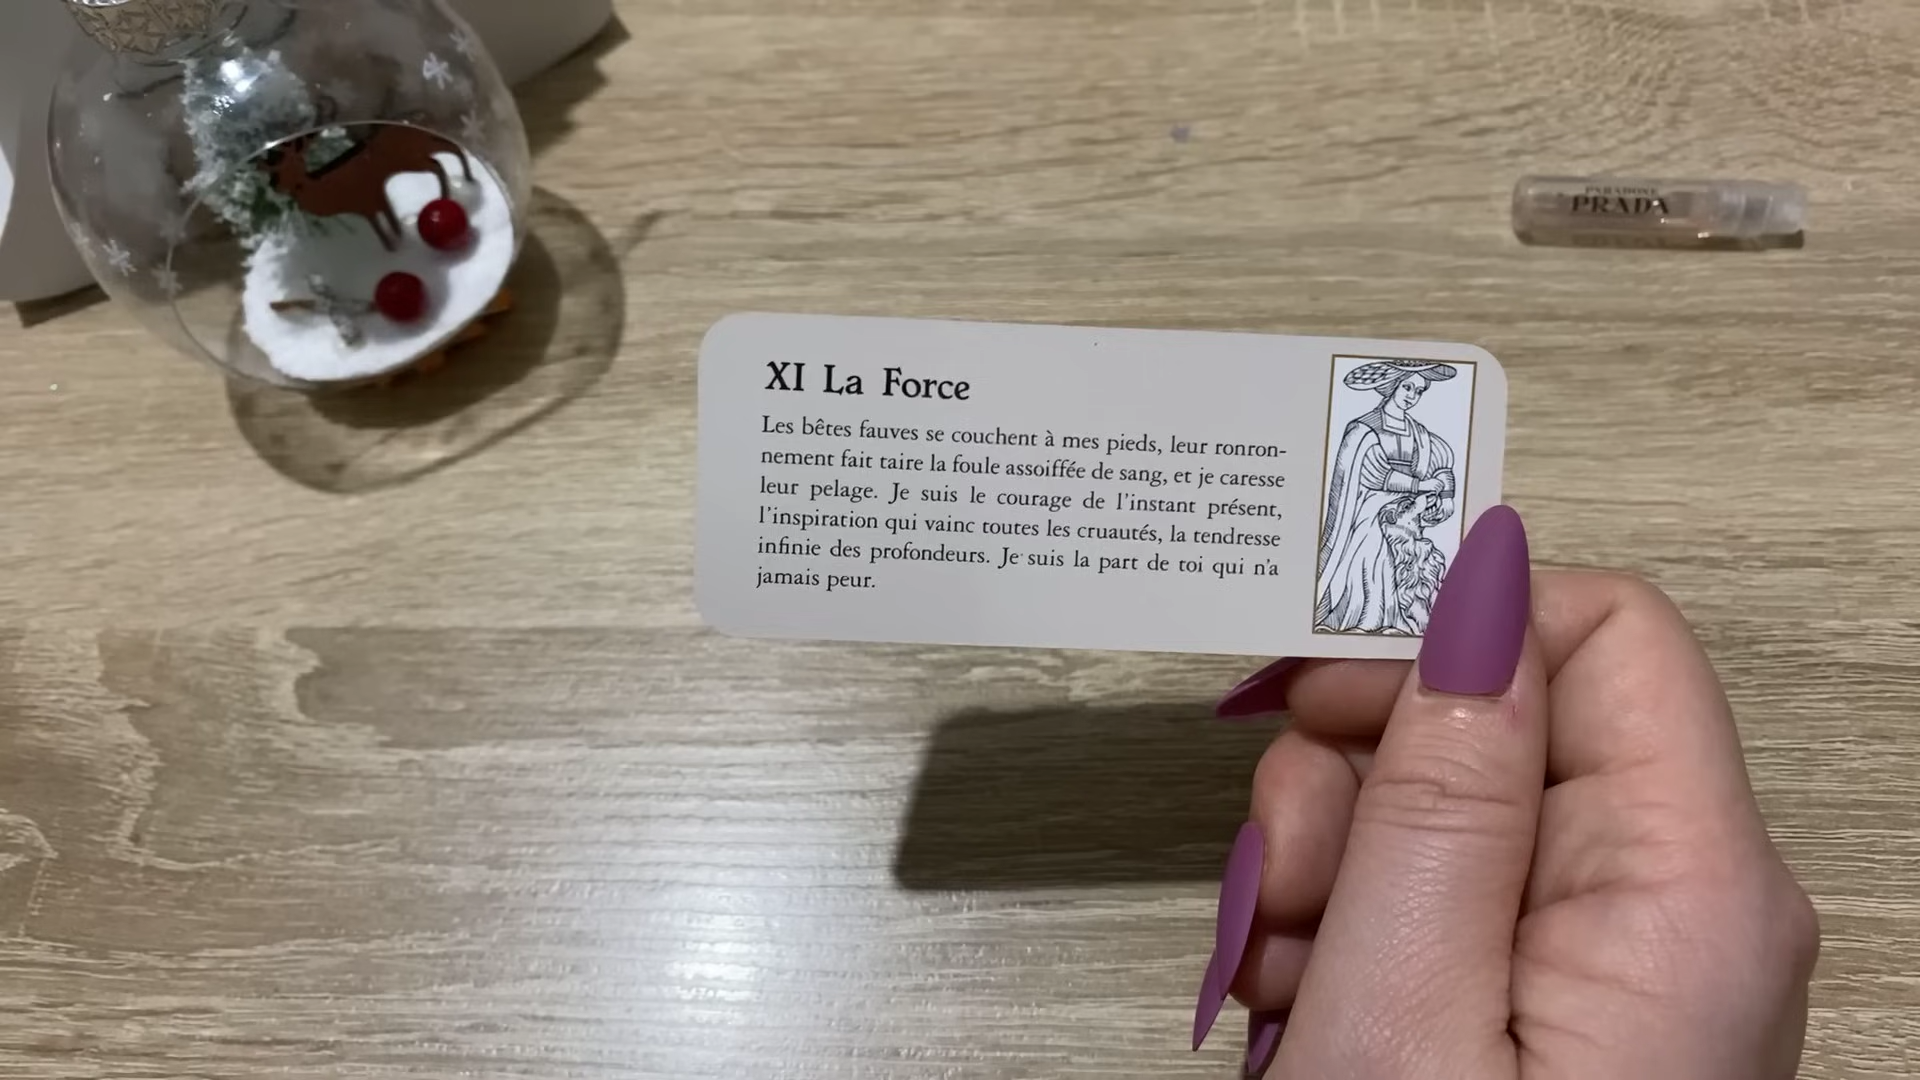 PARADOXE
PRADA
XI La Force
Les bêtes fauves se couchent à mes pieds, leur ronron-
nement fait taire la foule assoiffée de sang, et je caresse
leur pelage. Je suis le courage de l'instant présent,
l'inspiration qui vainc toutes les cruautés, la tendresse
infinie des profondeurs. Je suis la part de toi qui n'a
jamais peur.